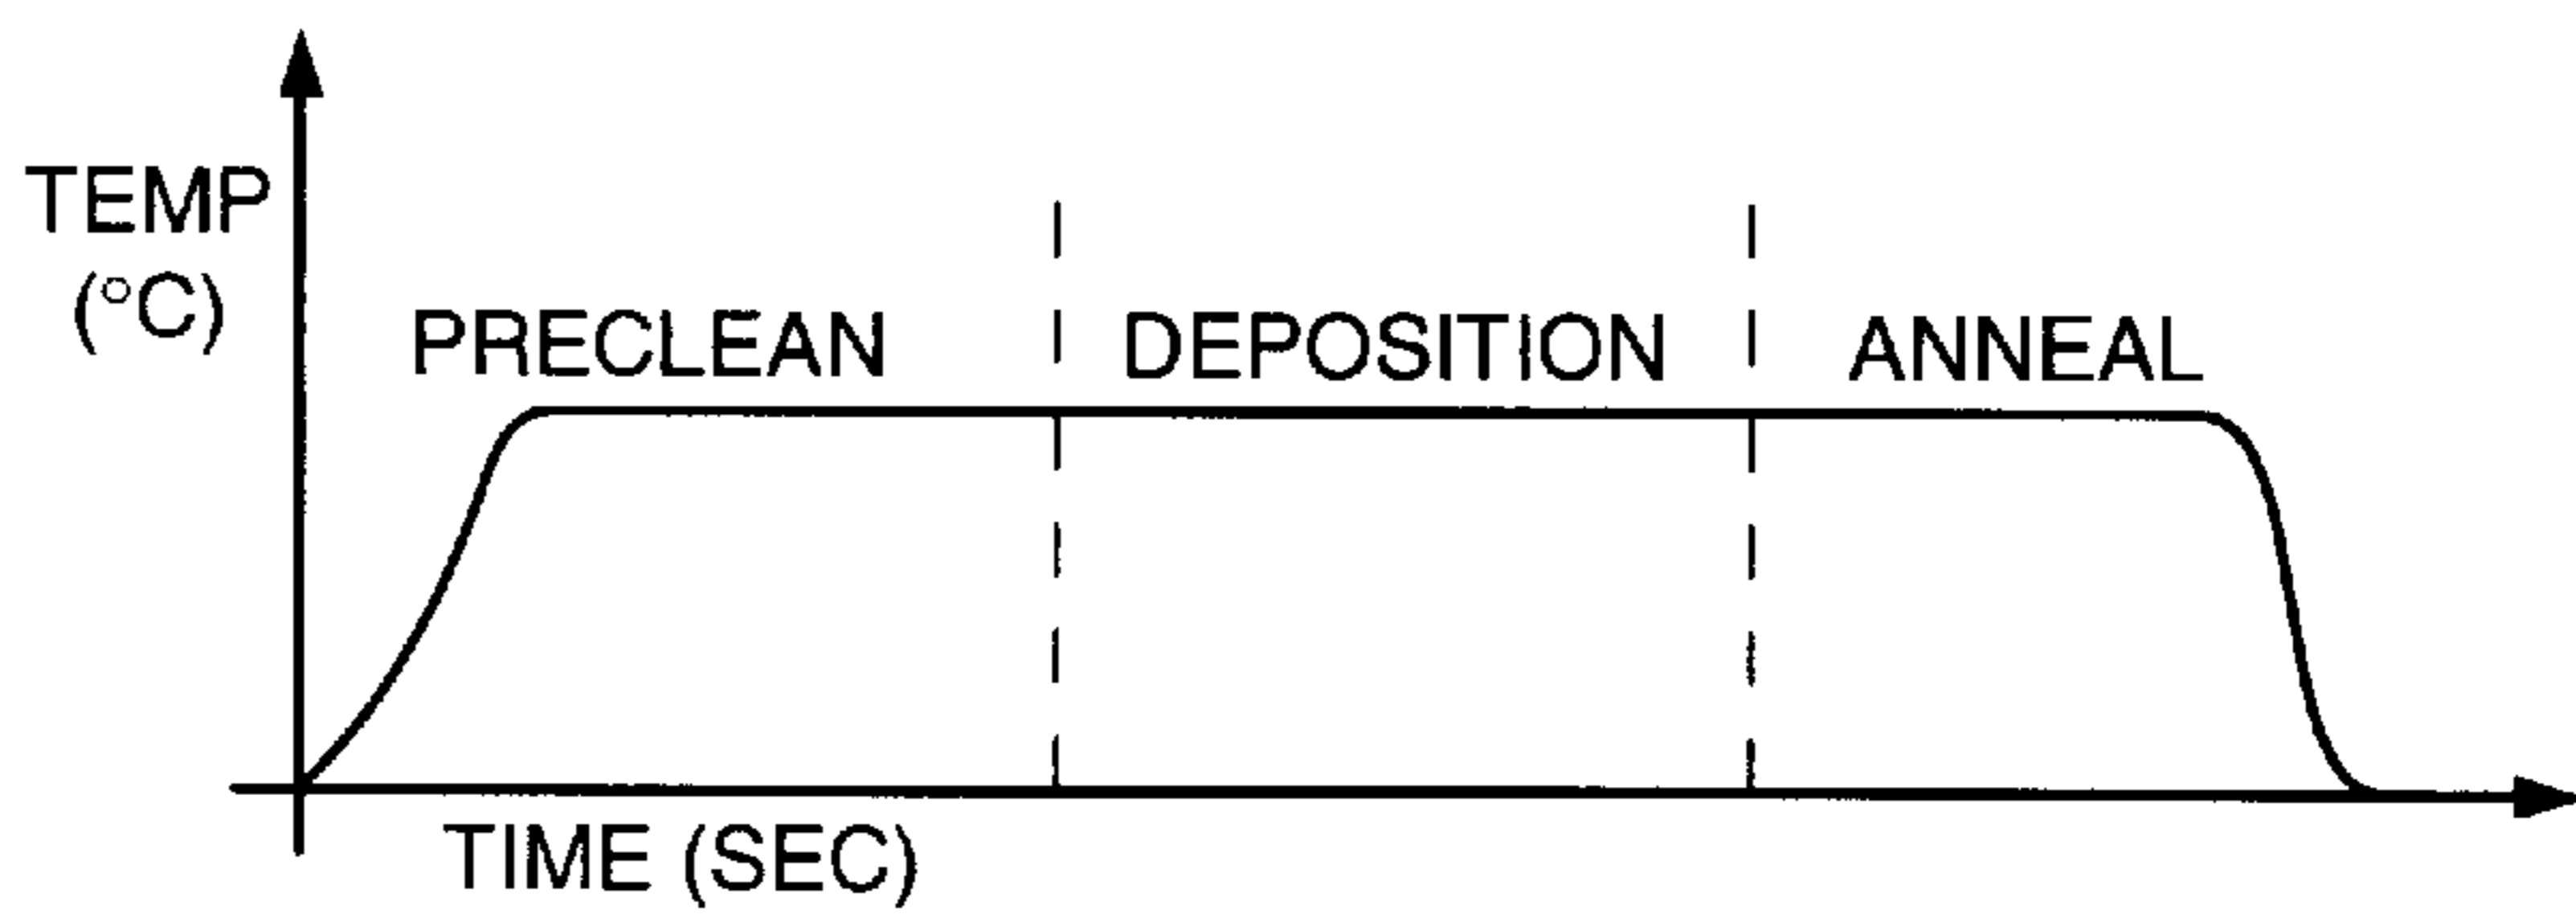 TEMP
(°C)
PRECLEAN
DEPOSITION
ANNEAL
TIME (SEC)